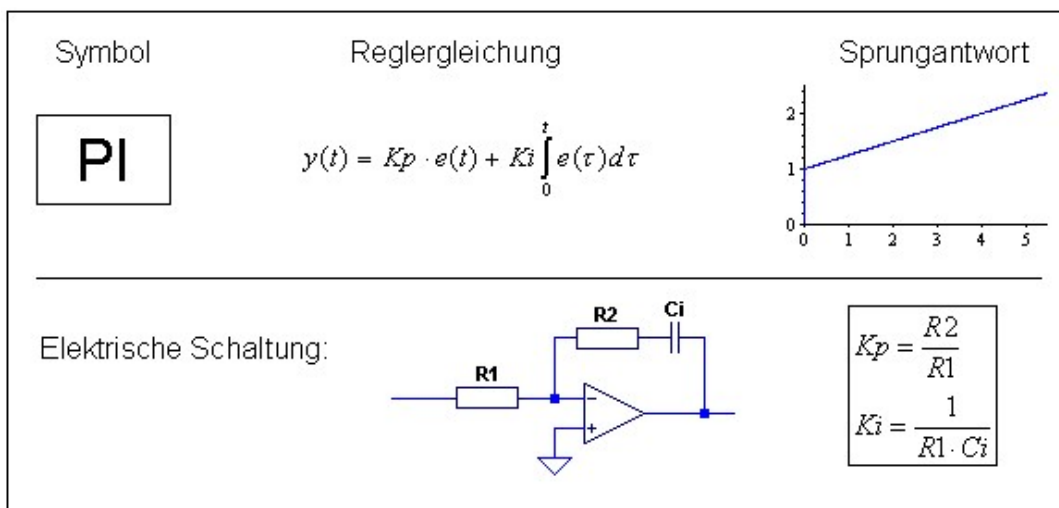 Symbol Reglergleichung Sprungantwort
PI
y(t) = Kp · e(t) + Ki ∫₀ᵗ e(τ)dτ
2
1
0
0 1 2 3 4 5
Elektrische Schaltung:
R2 Ci
R1
−
+
Kp = R2/R1
Ki = 1/(R1 · Ci)